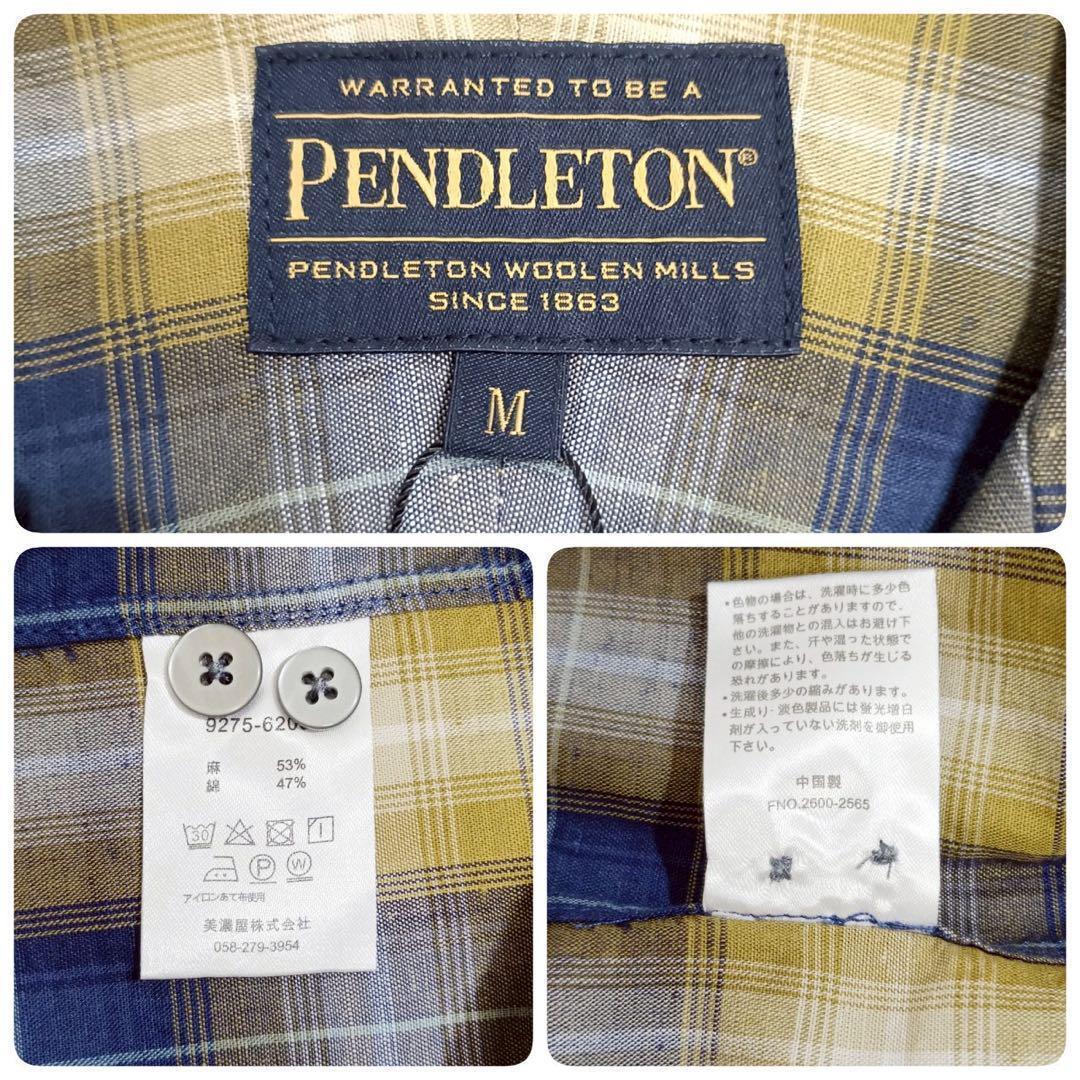 WARRANTED TO BE A
PENDLETON®
PENDLETON WOOLEN MILLS
SINCE 1863
M
9275-620
麻 53%
綿 47%
30
P W
アイロンあて布使用
美濃屋株式会社
058-279-3954
•色物の場合は、洗濯時に多少色
落ちすることがありますので、
他の洗濯物との混入はお避け下
さい。また、汗や湿った状態で
の摩擦により、色落ちが生じる
恐れがあります。
•洗濯後多少の縮みがあります。
•生成り・淡色製品には蛍光増白
剤が入っていない洗剤を御使用
下さい。
中国製
FNO.2600-2565